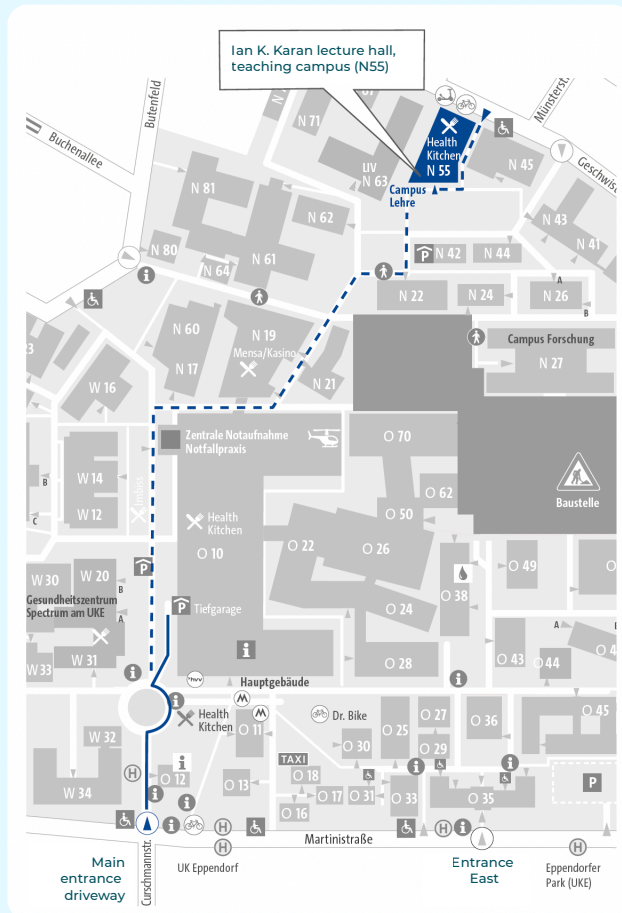 Ian K. Karan lecture hall,
teaching campus (N55)
Butenfeld
Buchenallee
Münsterstr.
N 71
Health
Kitchen
N 55
LIV
N 63
N 45
Geschwis
N 81
Campus
Lehre
N 62
N 43
N 41
N 80
N 61
N 64
N 42
N 44
A
B
N 22
N 24
N 26
N 60
N 19
Mensa/Kasino
Campus Forschung
N 27
N 17
N 21
W 16
Zentrale Notaufnahme
Notfallpraxis
O 70
W 14
B
Imbiss
O 62
Baustelle
W 12
C
Health
Kitchen
O 50
O 10
O 22
O 26
O 49
O
W 30
W 20
B
Gesundheitszentrum
Spectrum am UKE
A
Tiefgarage
O 24
O 38
A
W 31
W 33
O 28
O 43
O 44
hvv
Hauptgebäude
Health
Kitchen
Dr. Bike
O 27
O 36
O 45
W 32
O 11
O 30
O 25
O 29
TAXI
O 12
O 13
O 18
O 17
O 31
O 33
O 35
P
W 34
O 16
H
Martinistraße
Main
entrance
driveway
Curschmannstr.
UK Eppendorf
Entrance
East
Eppendorfer
Park (UKE)